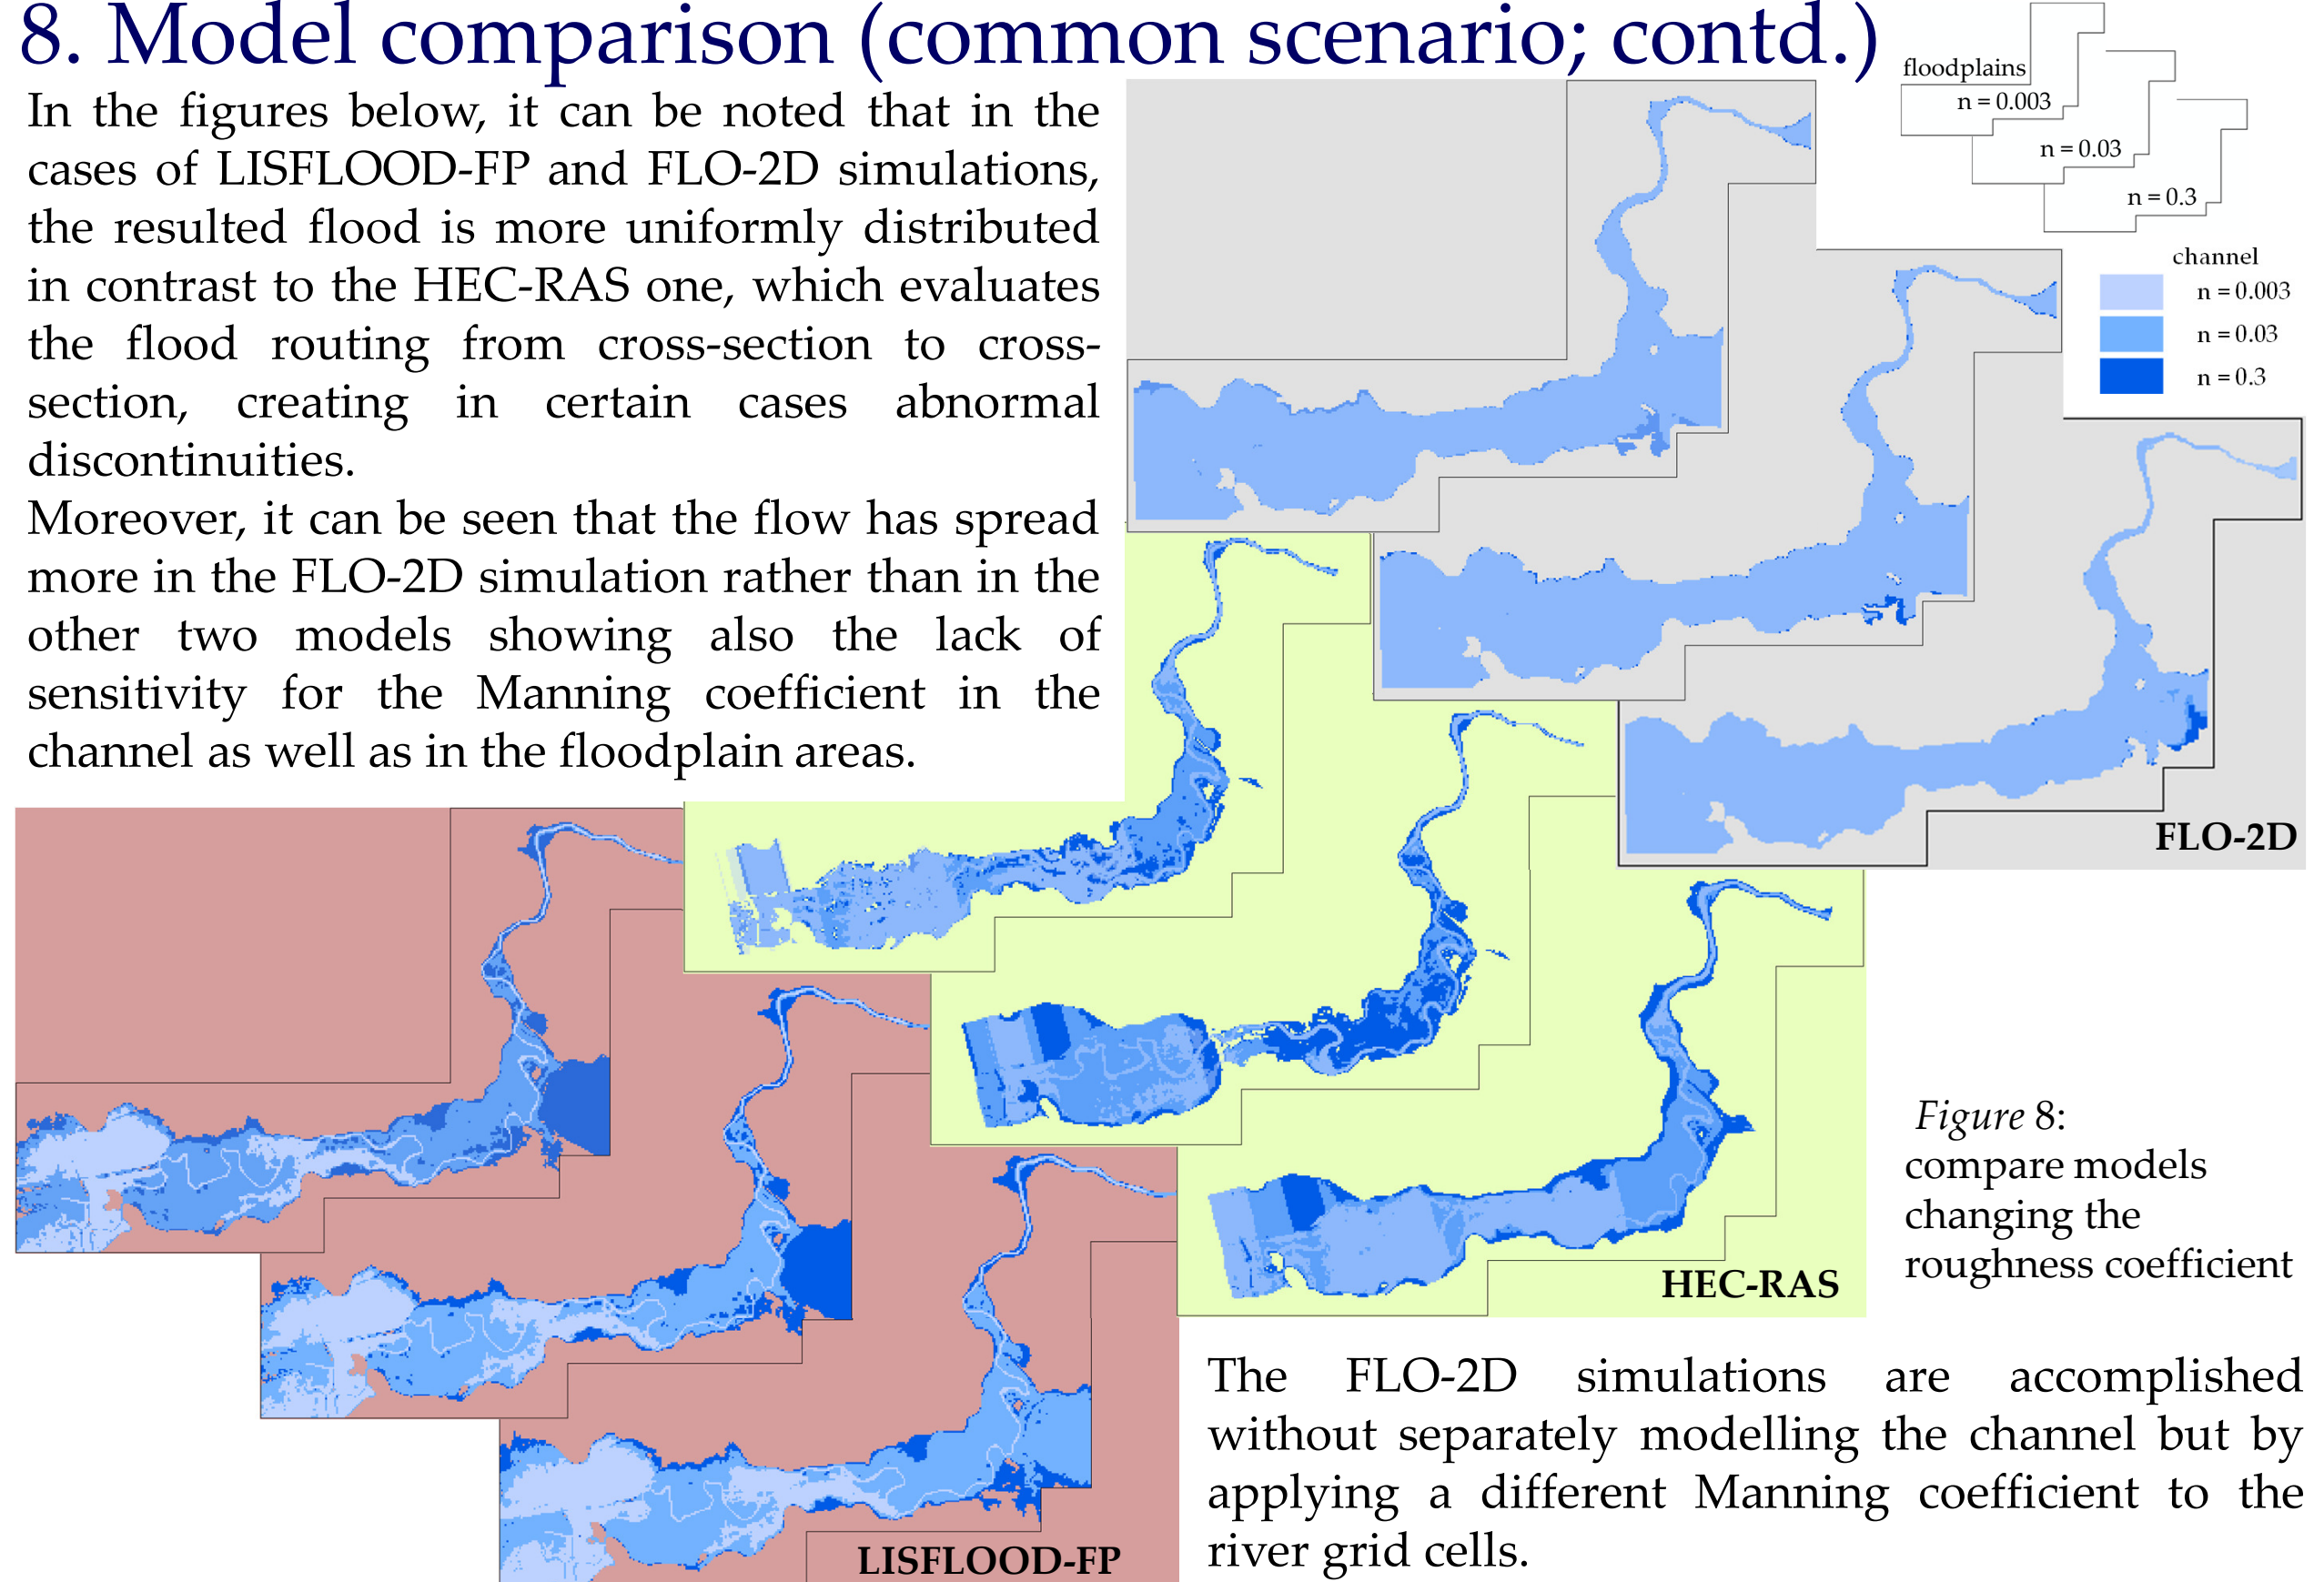 8. Model comparison (common scenario; contd.)
In the figures below, it can be noted that in the
cases of LISFLOOD-FP and FLO-2D simulations,
the resulted flood is more uniformly distributed
in contrast to the HEC-RAS one, which evaluates
the flood routing from cross-section to cross-
section, creating in certain cases abnormal
discontinuities.
Moreover, it can be seen that the flow has spread
more in the FLO-2D simulation rather than in the
other two models showing also the lack of
sensitivity for the Manning coefficient in the
channel as well as in the floodplain areas.
floodplains
n = 0.003
n = 0.03
n = 0.3
channel
n = 0.003
n = 0.03
n = 0.3
FLO-2D
HEC-RAS
LISFLOOD-FP
Figure 8:
compare models
changing the
roughness coefficient
The FLO-2D simulations are accomplished
without separately modelling the channel but by
applying a different Manning coefficient to the
river grid cells.